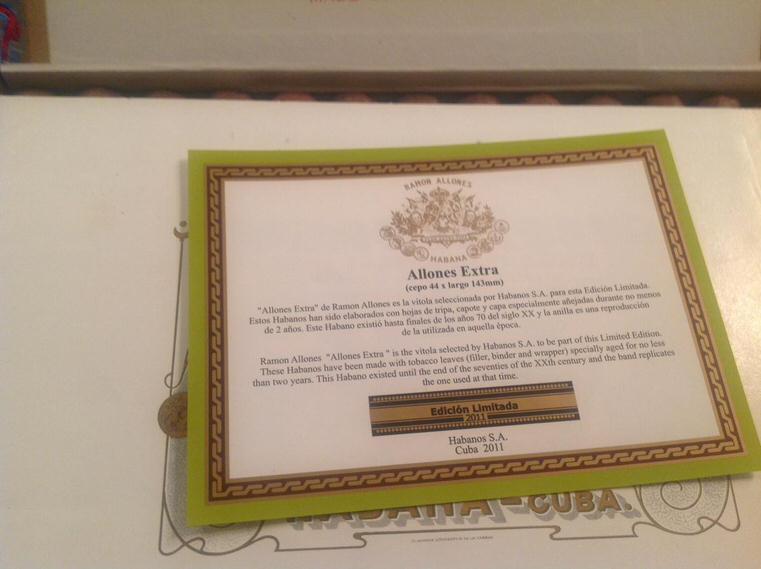 RAMON ALLONES
HABANA
Allones Extra
(cepo 44 x largo 143mm)
"Allones Extra" de Ramon Allones es la vitola seleccionada por Habanos S.A. para esta Edición Limitada.
Estos Habanos han sido elaborados con hojas de tripa, capote y capa especialmente añejadas durante no menos
de 2 años. Este Habano existió hasta finales de los años 70 del siglo XX y la anilla es una reproducción
de la utilizada en aquella época.
Ramon Allones "Allones Extra " is the vitola selected by Habanos S.A. to be part of this Limited Edition.
These Habanos have been made with tobacco leaves (filler, binder and wrapper) specially aged for no less
than two years. This Habano existed until the end of the seventies of the XXth century and the band replicates
the one used at that time.
Edición Limitada
2011
Habanos S.A.
Cuba 2011
HABANA-CUBA.